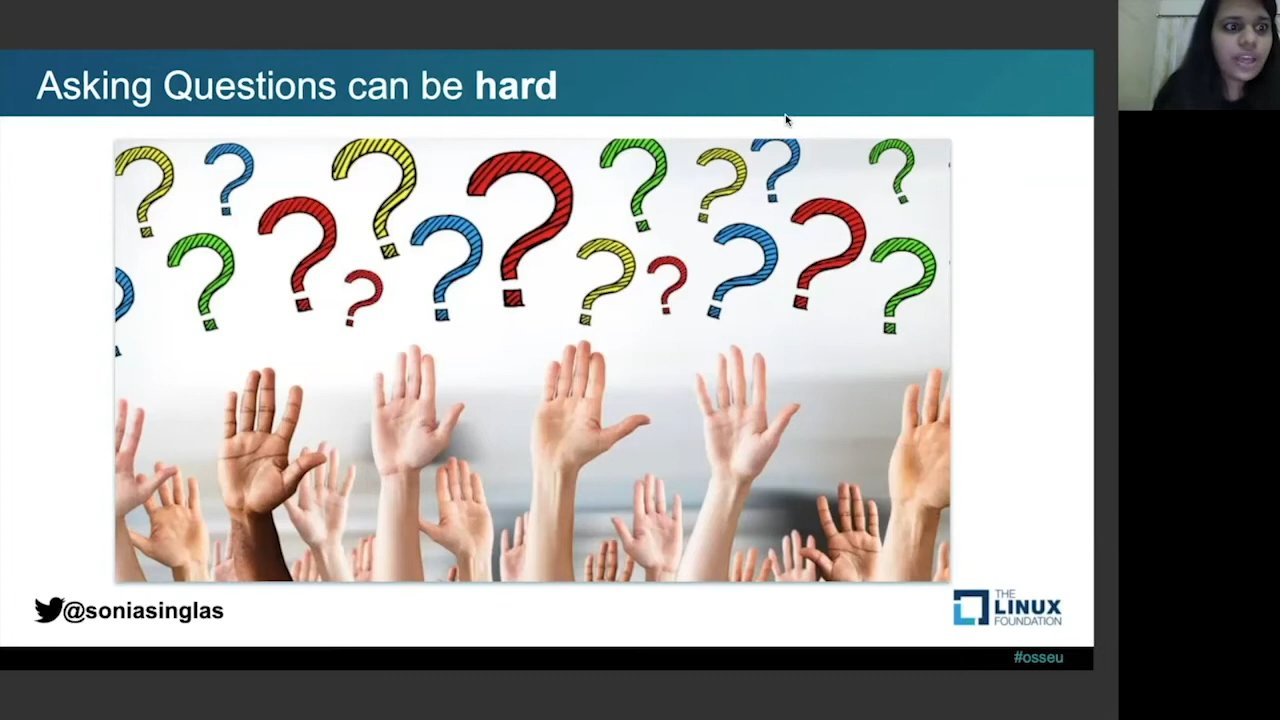 Asking Questions can be hard
@soniasinglas
THE
LINUX
FOUNDATION
#osseu